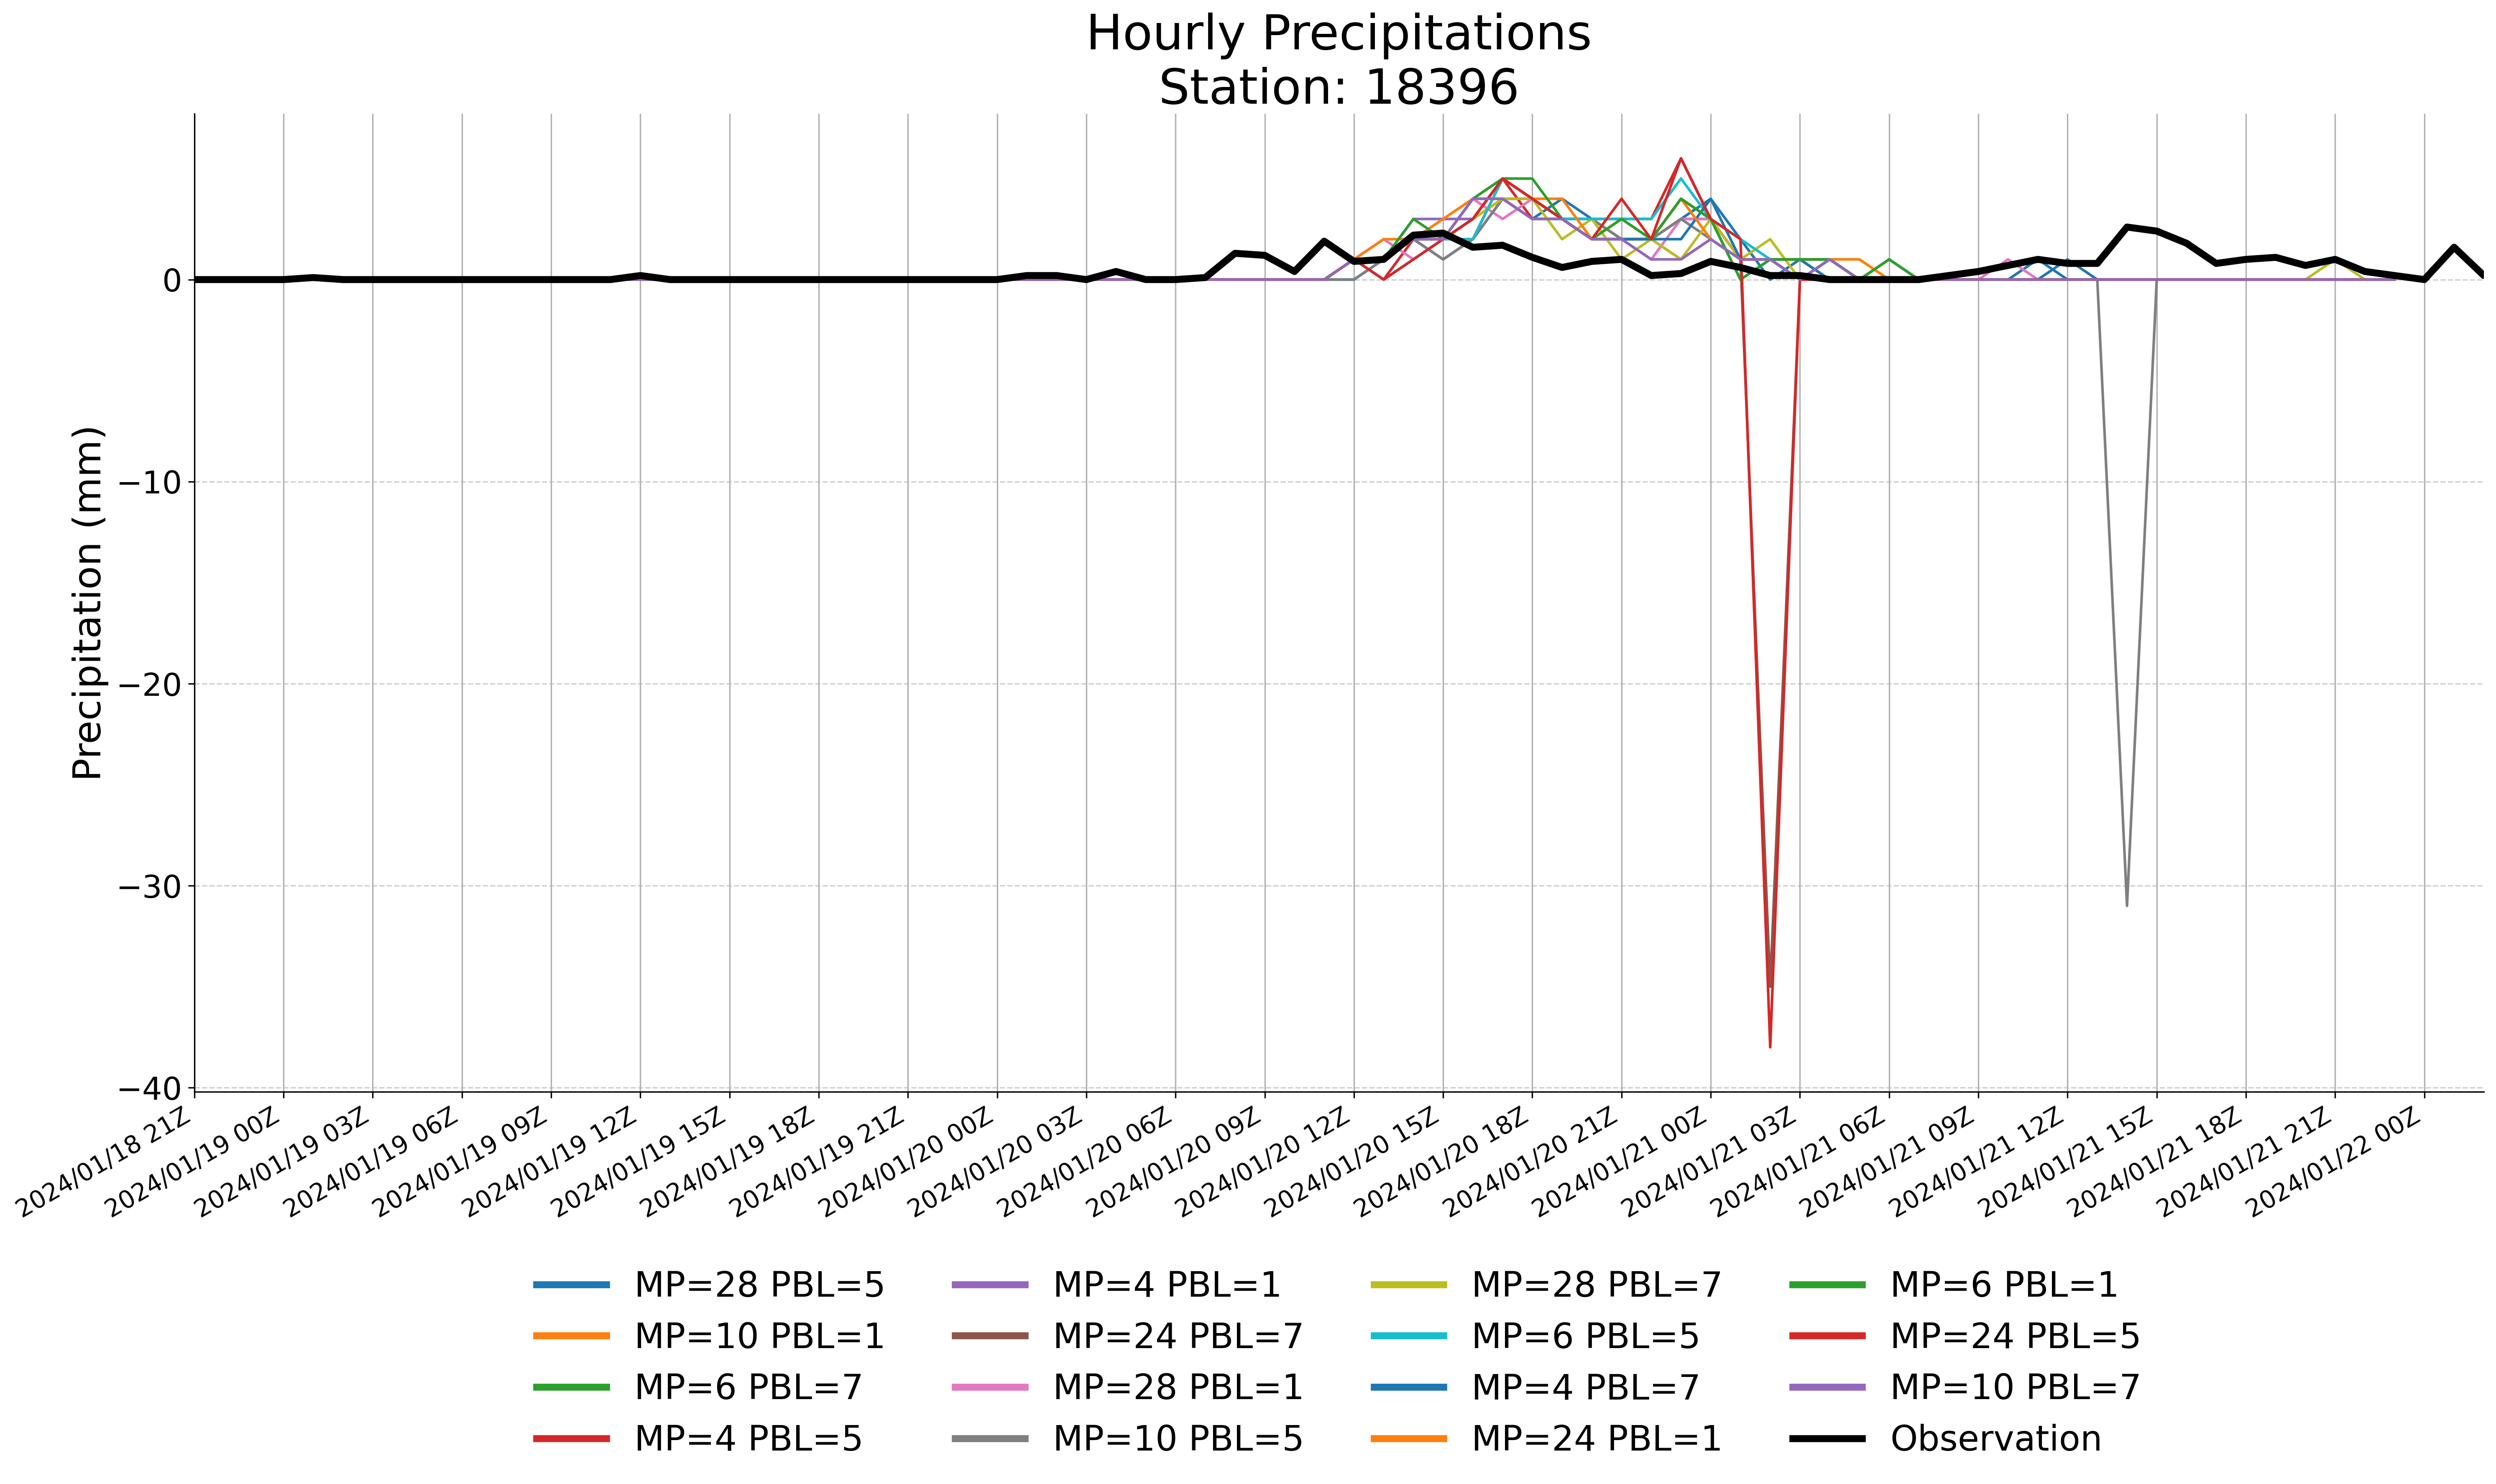 Hourly Precipitations
Station: 18396
Precipitation (mm)
0
−10
−20
−30
−40
2024/01/18 21Z
2024/01/19 00Z
2024/01/19 03Z
2024/01/19 06Z
2024/01/19 09Z
2024/01/19 12Z
2024/01/19 15Z
2024/01/19 18Z
2024/01/19 21Z
2024/01/20 00Z
2024/01/20 03Z
2024/01/20 06Z
2024/01/20 09Z
2024/01/20 12Z
2024/01/20 15Z
2024/01/20 18Z
2024/01/20 21Z
2024/01/21 00Z
2024/01/21 03Z
2024/01/21 06Z
2024/01/21 09Z
2024/01/21 12Z
2024/01/21 15Z
2024/01/21 18Z
2024/01/21 21Z
2024/01/22 00Z
MP=28 PBL=5
MP=10 PBL=1
MP=6 PBL=7
MP=4 PBL=5
MP=4 PBL=1
MP=24 PBL=7
MP=28 PBL=1
MP=10 PBL=5
MP=28 PBL=7
MP=6 PBL=5
MP=4 PBL=7
MP=24 PBL=1
MP=6 PBL=1
MP=24 PBL=5
MP=10 PBL=7
Observation